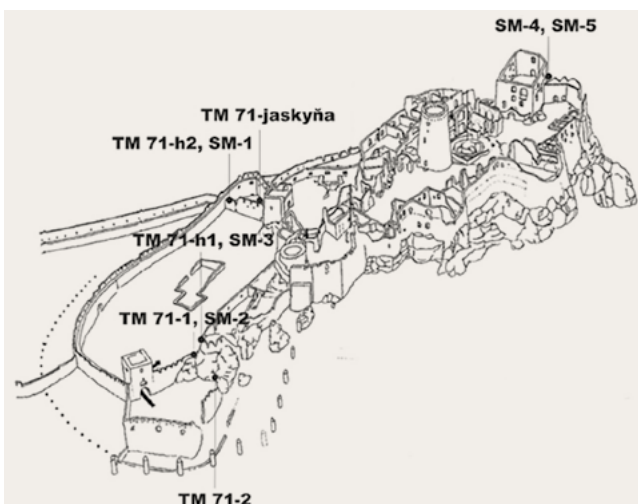 SM-4, SM-5
TM 71-jaskyňa
TM 71-h2, SM-1
TM 71-h1, SM-3
TM 71-1, SM-2
TM 71-2